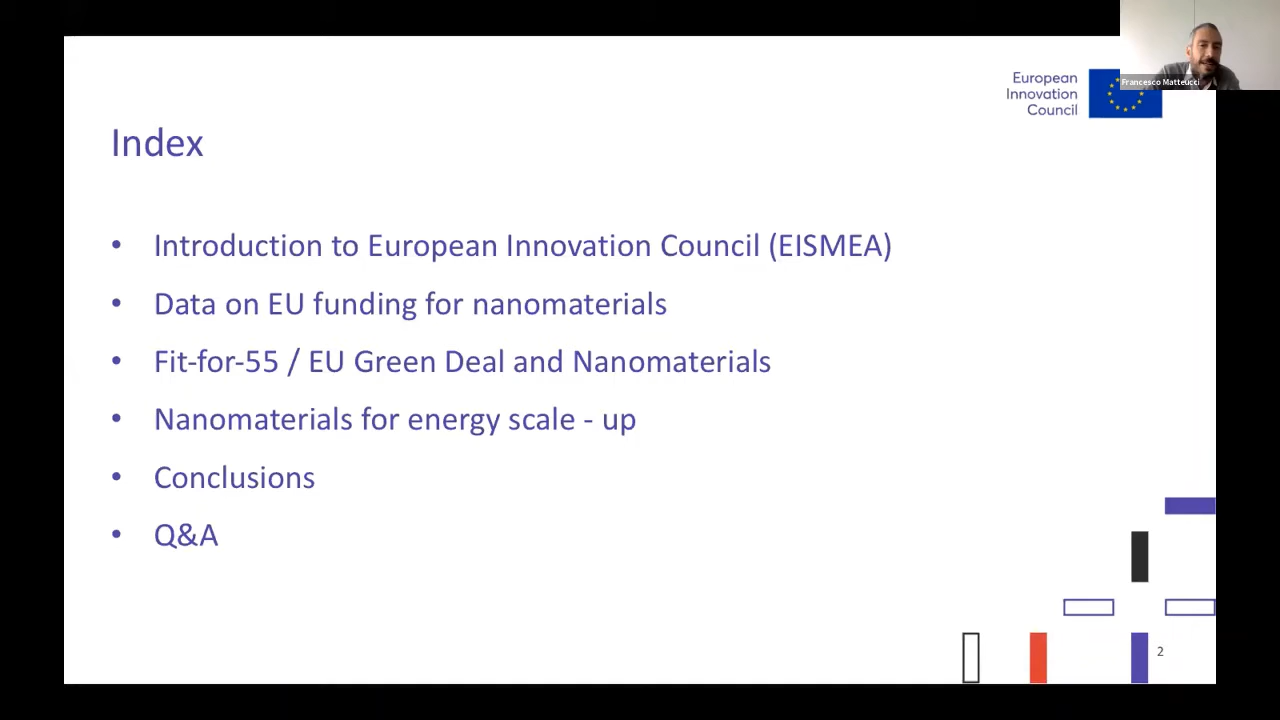 Francesco Matteucci
European
Innovation
Council
Index
• Introduction to European Innovation Council (EISMEA)
• Data on EU funding for nanomaterials
• Fit-for-55 / EU Green Deal and Nanomaterials
• Nanomaterials for energy scale - up
• Conclusions
• Q&A
2